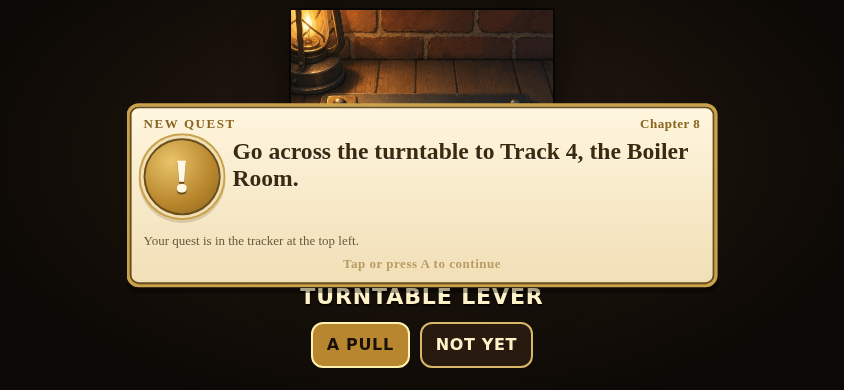 NEW QUEST
Chapter 8
!
Go across the turntable to Track 4, the Boiler
Room.
Your quest is in the tracker at the top left.
Tap or press A to continue
TURNTABLE LEVER
A PULL
NOT YET